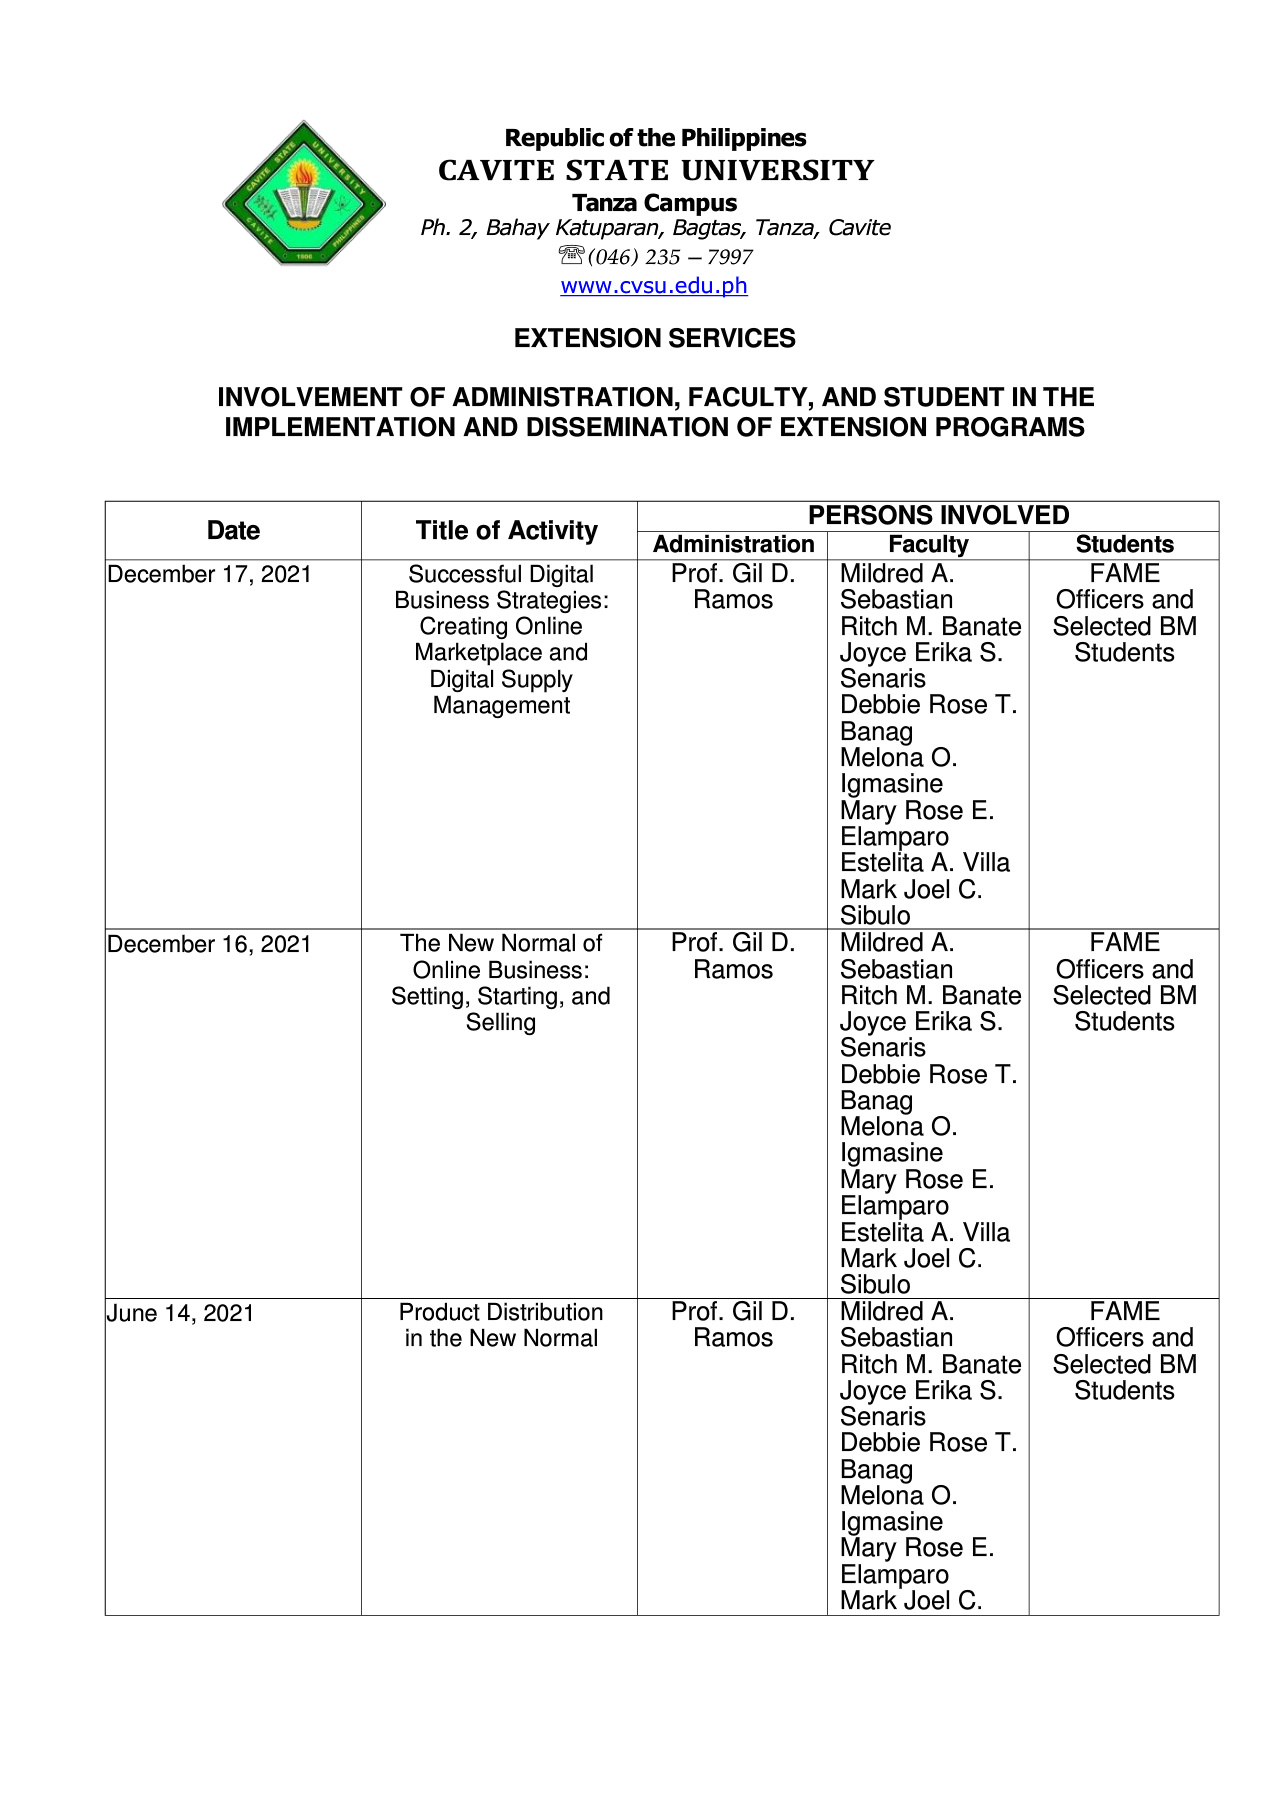 Republic of the Philippines
CAVITE STATE UNIVERSITY
Tanza Campus
Ph. 2, Bahay Katuparan, Bagtas, Tanza, Cavite
☏(046) 235 – 7997
www.cvsu.edu.ph
CAVITE STATE UNIVERSITY
CAVITE PHILIPPINES
1906
EXTENSION SERVICES
INVOLVEMENT OF ADMINISTRATION, FACULTY, AND STUDENT IN THE
IMPLEMENTATION AND DISSEMINATION OF EXTENSION PROGRAMS
Date
Title of Activity
PERSONS INVOLVED
Administration
Faculty
Students
December 17, 2021
Successful Digital
Business Strategies:
Creating Online
Marketplace and
Digital Supply
Management
Prof. Gil D.
Ramos
Mildred A.
Sebastian
Ritch M. Banate
Joyce Erika S.
Senaris
Debbie Rose T.
Banag
Melona O.
Igmasine
Mary Rose E.
Elamparo
Estelita A. Villa
Mark Joel C.
Sibulo
FAME
Officers and
Selected BM
Students
December 16, 2021
The New Normal of
Online Business:
Setting, Starting, and
Selling
Prof. Gil D.
Ramos
Mildred A.
Sebastian
Ritch M. Banate
Joyce Erika S.
Senaris
Debbie Rose T.
Banag
Melona O.
Igmasine
Mary Rose E.
Elamparo
Estelita A. Villa
Mark Joel C.
Sibulo
FAME
Officers and
Selected BM
Students
June 14, 2021
Product Distribution
in the New Normal
Prof. Gil D.
Ramos
Mildred A.
Sebastian
Ritch M. Banate
Joyce Erika S.
Senaris
Debbie Rose T.
Banag
Melona O.
Igmasine
Mary Rose E.
Elamparo
Mark Joel C.
FAME
Officers and
Selected BM
Students